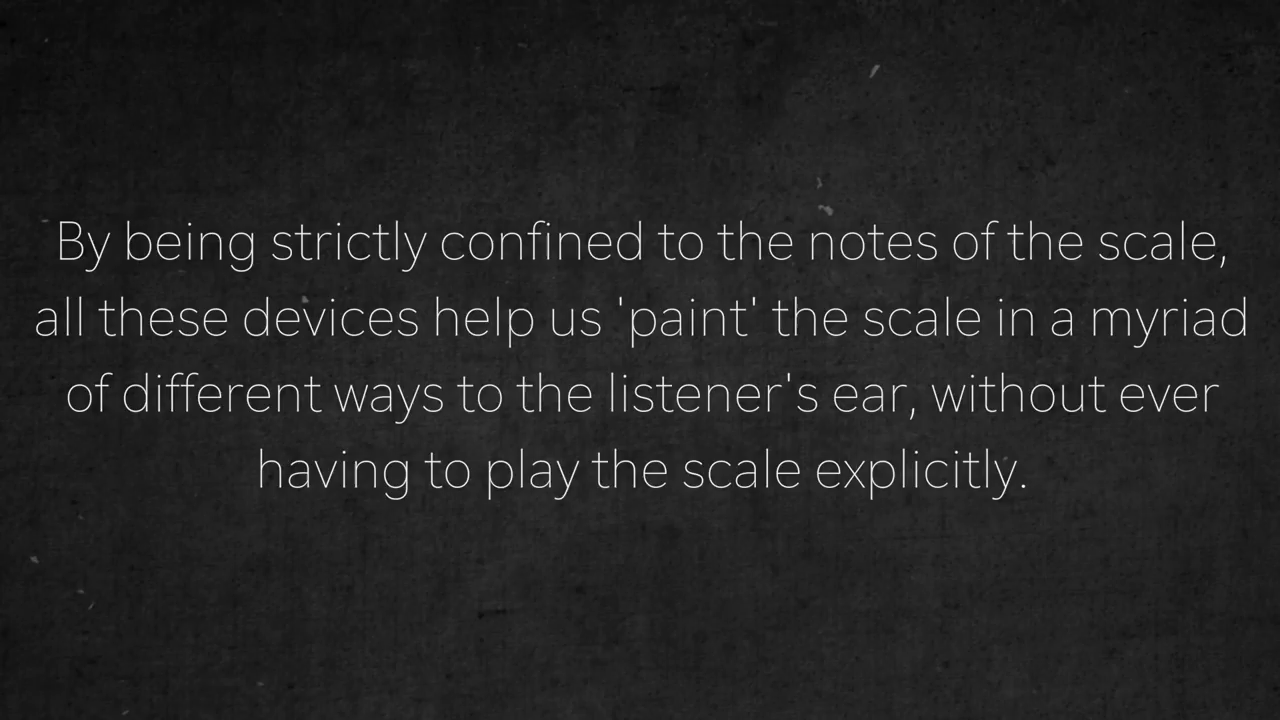 By being strictly confined to the notes of the scale,
all these devices help us 'paint' the scale in a myriad
of different ways to the listener's ear, without ever
having to play the scale explicitly.